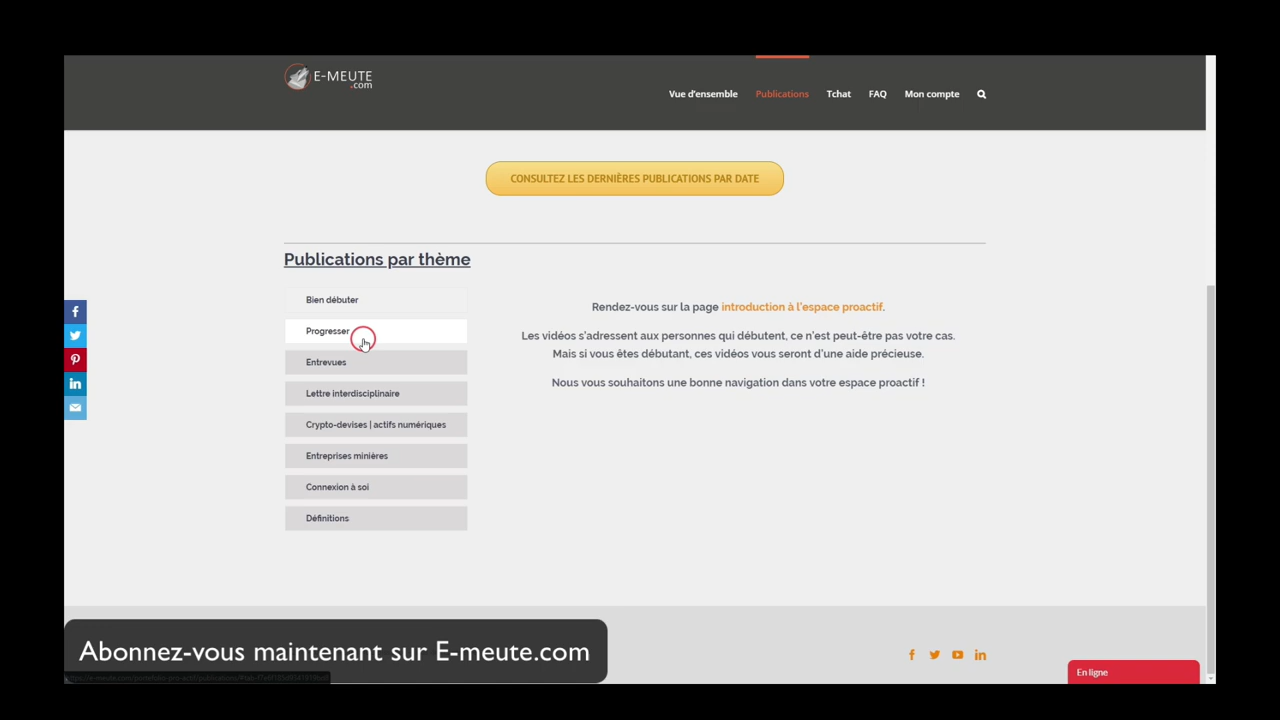 E-MEUTE
.com
Vue d'ensemble Publications Tchat FAQ Mon compte
CONSULTEZ LES DERNIÈRES PUBLICATIONS PAR DATE
Publications par thème
Bien débuter
Progresser
Entrevues
Lettre interdisciplinaire
Crypto-devises | actifs numériques
Entreprises minières
Connexion à soi
Définitions
Rendez-vous sur la page introduction à l'espace proactif.
Les vidéos s'adressent aux personnes qui débutent, ce n'est peut-être pas votre cas.
Mais si vous êtes débutant, ces vidéos vous seront d'une aide précieuse.
Nous vous souhaitons une bonne navigation dans votre espace proactif !
Abonnez-vous maintenant sur E-meute.com
En ligne